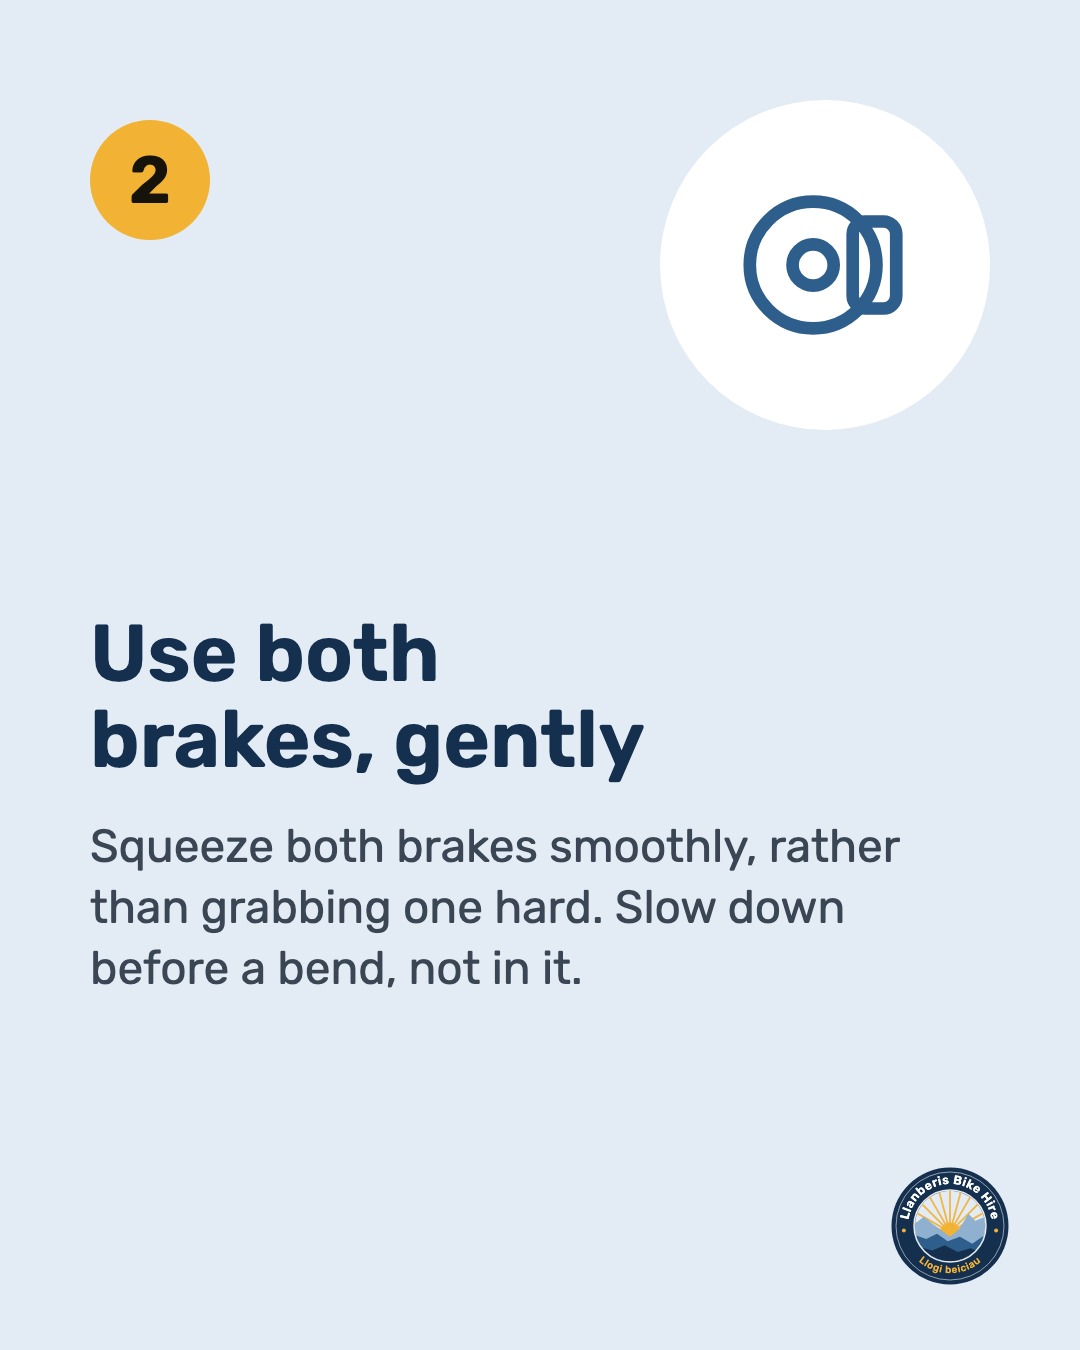 2
Use both
brakes, gently
Squeeze both brakes smoothly, rather
than grabbing one hard. Slow down
before a bend, not in it.
Llanberis Bike Hire
Llogi beiciau